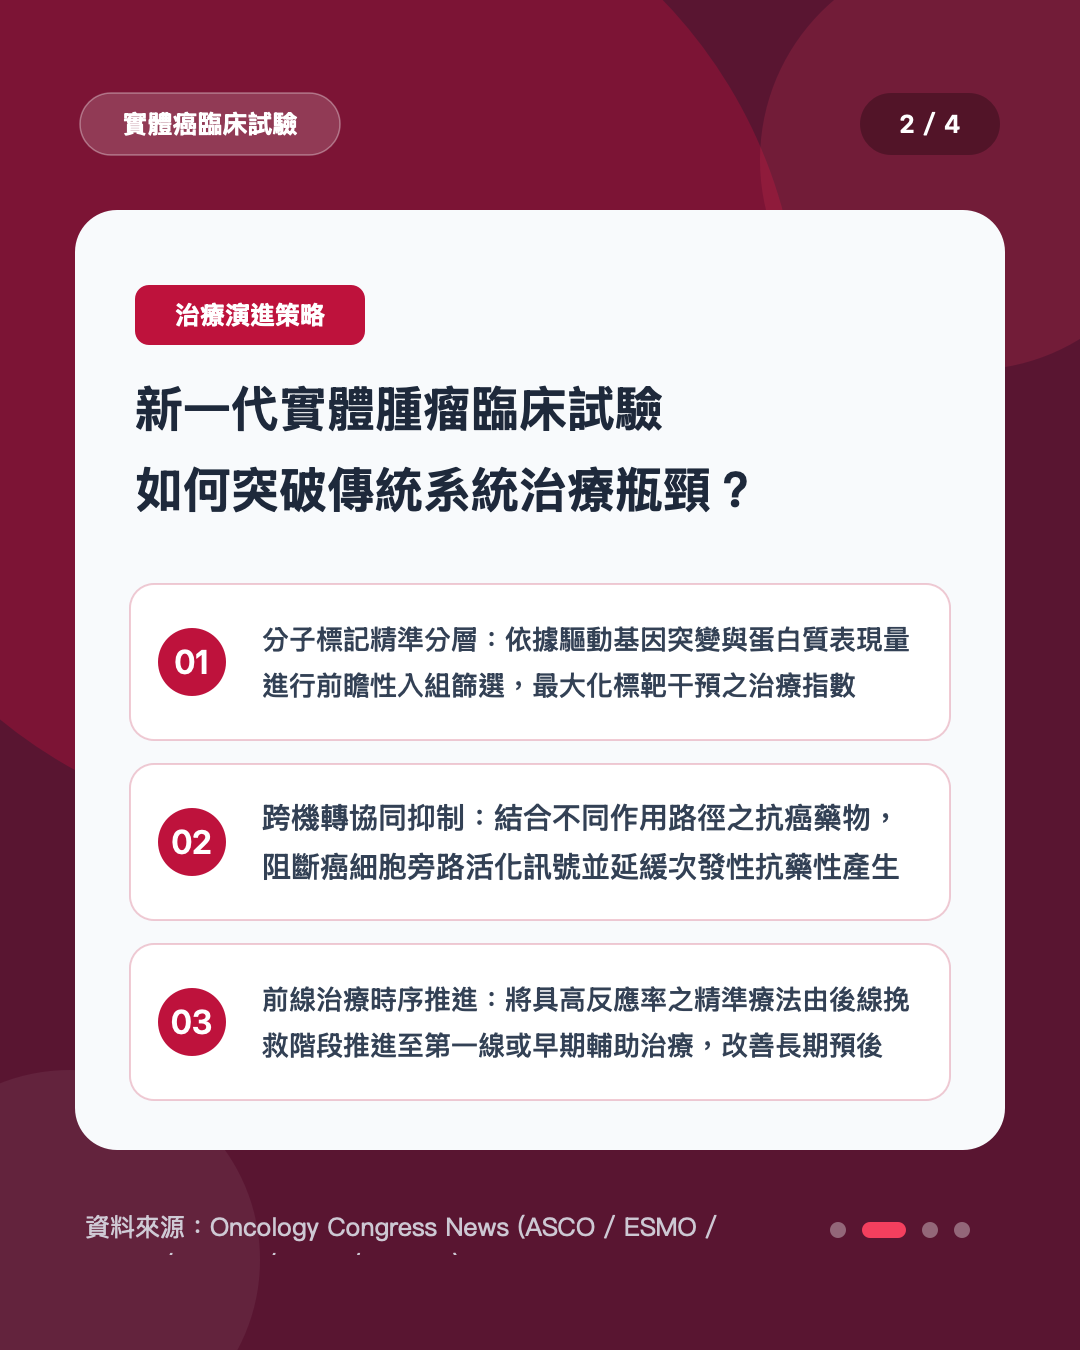 實體癌臨床試驗
2 / 4
治療演進策略
新一代實體腫瘤臨床試驗
如何突破傳統系統治療瓶頸？
01
分子標記精準分層：依據驅動基因突變與蛋白質表現量
進行前瞻性入組篩選，最大化標靶干預之治療指數
02
跨機轉協同抑制：結合不同作用路徑之抗癌藥物，
阻斷癌細胞旁路活化訊號並延緩次發性抗藥性產生
03
前線治療時序推進：將具高反應率之精準療法由後線挽
救階段推進至第一線或早期輔助治療，改善長期預後
資料來源：Oncology Congress News (ASCO / ESMO /